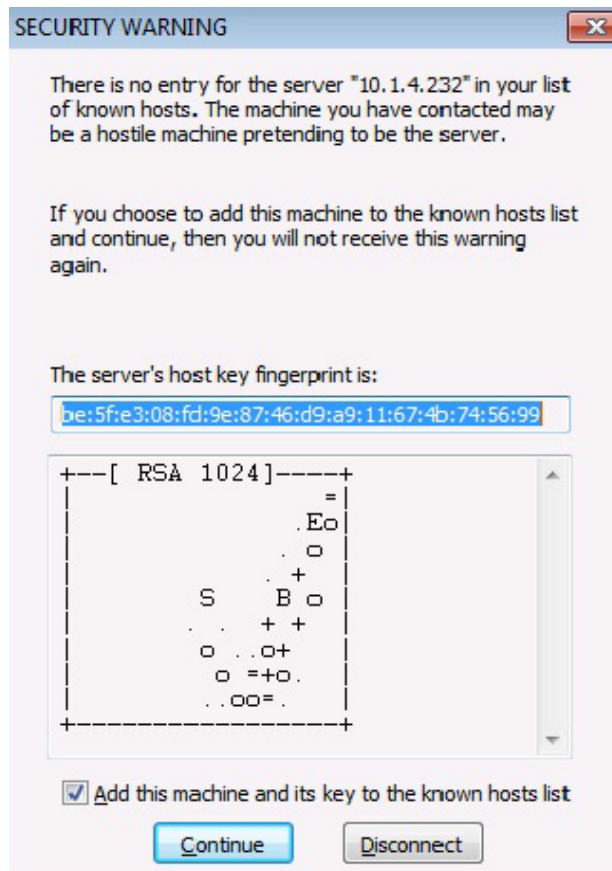 SECURITY WARNING
There is no entry for the server "10.1.4.232" in your list
of known hosts. The machine you have contacted may
be a hostile machine pretending to be the server.
If you choose to add this machine to the known hosts list
and continue, then you will not receive this warning
again.
The server's host key fingerprint is:
be:5f:e3:08:fd:9e:87:46:d9:a9:11:67:4b:74:56:99
+--[ RSA 1024]----+
|                =|
|              .Eo|
|             . o |
|            . +  |
|        S    B o |
|       . .  + +  |
|        o ..o+   |
|         o =+o.  |
|        ..oo=.   |
+-----------------+
Add this machine and its key to the known hosts list
Continue Disconnect